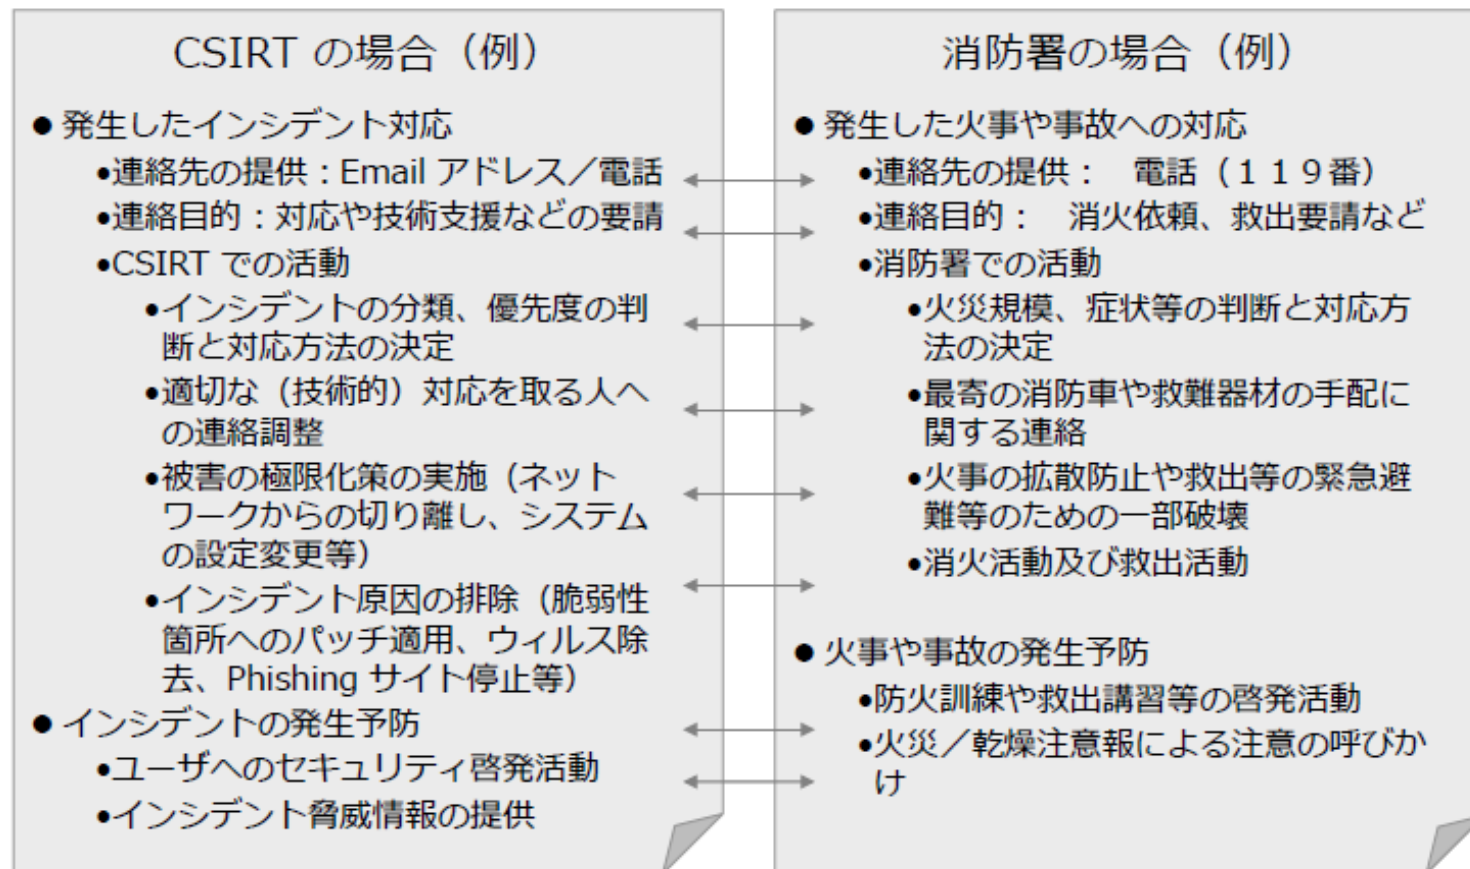 CSIRT の場合（例）
● 発生したインシデント対応
●連絡先の提供：Email アドレス／電話
●連絡目的：対応や技術支援などの要請
●CSIRT での活動
●インシデントの分類、優先度の判
断と対応方法の決定
●適切な（技術的）対応を取る人へ
の連絡調整
●被害の極限化策の実施（ネット
ワークからの切り離し、システム
の設定変更等）
●インシデント原因の排除（脆弱性
箇所へのパッチ適用、ウィルス除
去、Phishing サイト停止等）
● インシデントの発生予防
●ユーザへのセキュリティ啓発活動
●インシデント脅威情報の提供
消防署の場合（例）
● 発生した火事や事故への対応
●連絡先の提供：　電話（１１９番）
●連絡目的：　消火依頼、救出要請など
●消防署での活動
●火災規模、症状等の判断と対応方
法の決定
●最寄の消防車や救難器材の手配に
関する連絡
●火事の拡散防止や救出等の緊急避
難等のための一部破壊
●消火活動及び救出活動
● 火事や事故の発生予防
●防火訓練や救出講習等の啓発活動
●火災／乾燥注意報による注意の呼びか
け